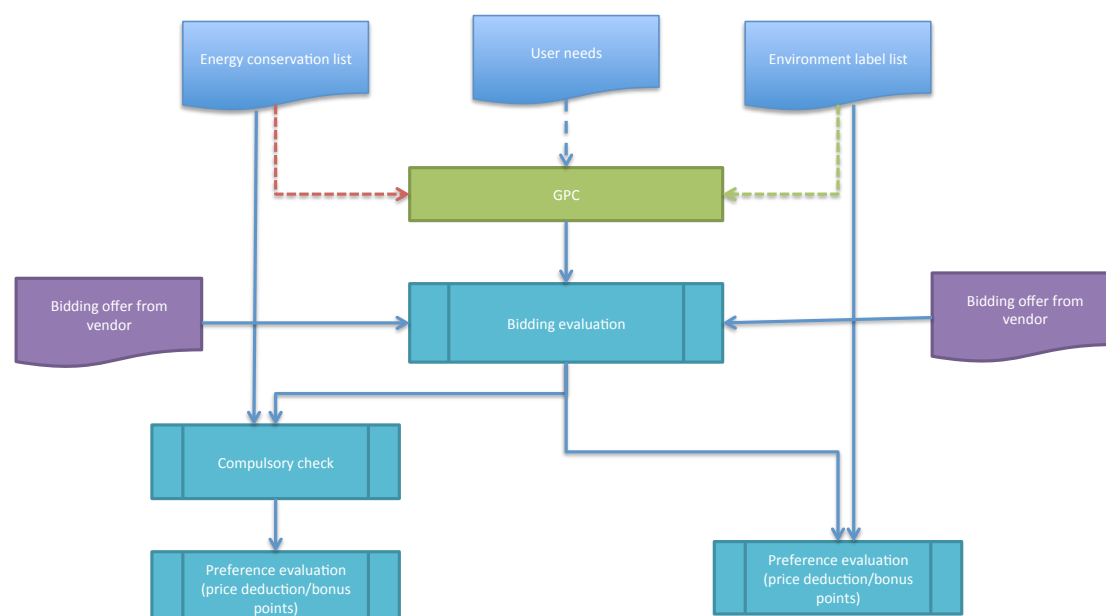 Energy conservation list
User needs
Environment label list
GPC
Bidding offer from
vendor
Bidding evaluation
Bidding offer from
vendor
Compulsory check
Preference evaluation
(price deduction/bonus
points)
Preference evaluation
(price deduction/bonus
points)